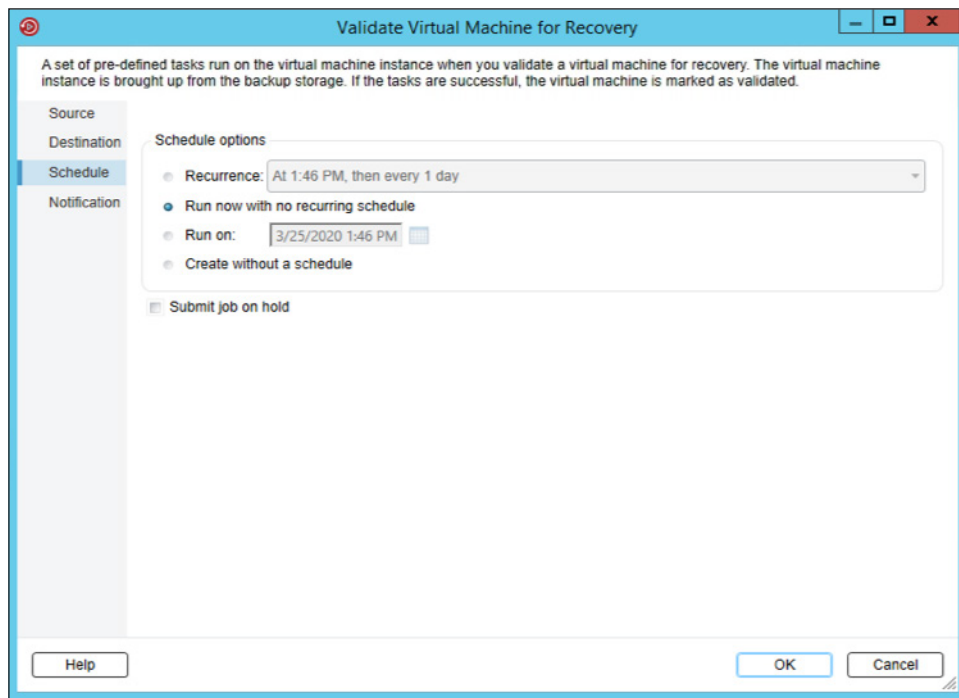 Validate Virtual Machine for Recovery
A set of pre-defined tasks run on the virtual machine instance when you validate a virtual machine for recovery. The virtual machine
instance is brought up from the backup storage. If the tasks are successful, the virtual machine is marked as validated.
Source
Destination
Schedule
Notification
Schedule options
Recurrence: At 1:46 PM, then every 1 day
Run now with no recurring schedule
Run on: 3/25/2020 1:46 PM
Create without a schedule
Submit job on hold
Help
OK
Cancel